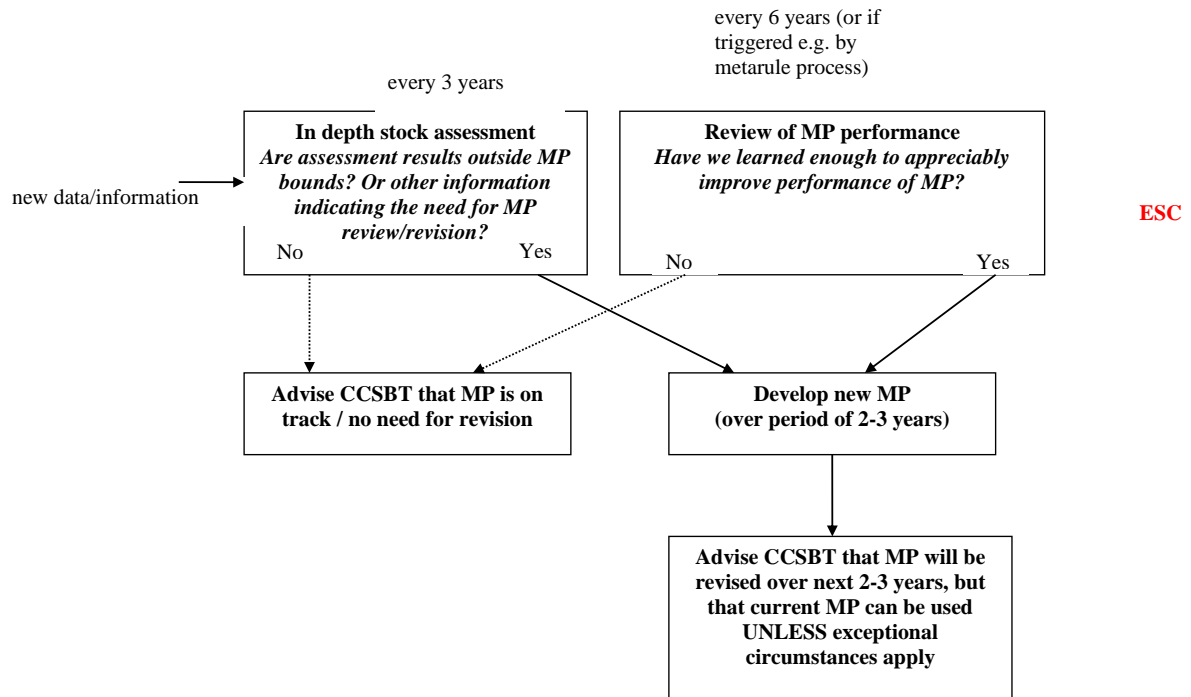 every 6 years (or if
triggered e.g. by
metarule process)
every 3 years
In depth stock assessment
Are assessment results outside MP
bounds? Or other information
indicating the need for MP
review/revision?
No
Yes
Review of MP performance
Have we learned enough to appreciably
improve performance of MP?
No
Yes
new data/information
ESC
Advise CCSBT that MP is on
track / no need for revision
Develop new MP
(over period of 2-3 years)
Advise CCSBT that MP will be
revised over next 2-3 years, but
that current MP can be used
UNLESS exceptional
circumstances apply